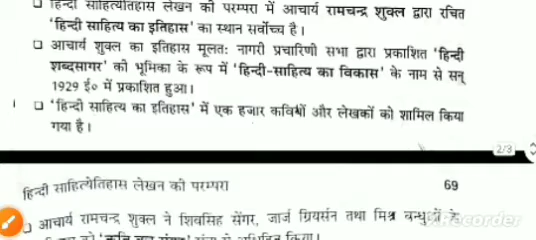 □ हिन्दी साहित्येतिहास लेखन की परम्परा में आचार्य रामचन्द्र शुक्ल द्वारा रचित
'हिन्दी साहित्य का इतिहास' का स्थान सर्वोच्च है।
□ आचार्य शुक्ल का इतिहास मूलतः नागरी प्रचारिणी सभा द्वारा प्रकाशित 'हिन्दी
शब्दसागर' की भूमिका के रूप में 'हिन्दी-साहित्य का विकास' के नाम से सन्
1929 ई० में प्रकाशित हुआ।
□ 'हिन्दी साहित्य का इतिहास' में एक हजार कवियों और लेखकों को शामिल किया
गया है।
2/3
हिन्दी साहित्येतिहास लेखन की परम्परा 69
आचार्य रामचन्द्र शुक्ल ने शिवसिंह सेंगर, जार्ज ग्रियर्सन तथा मिश्र बन्धुओं के
Recorder